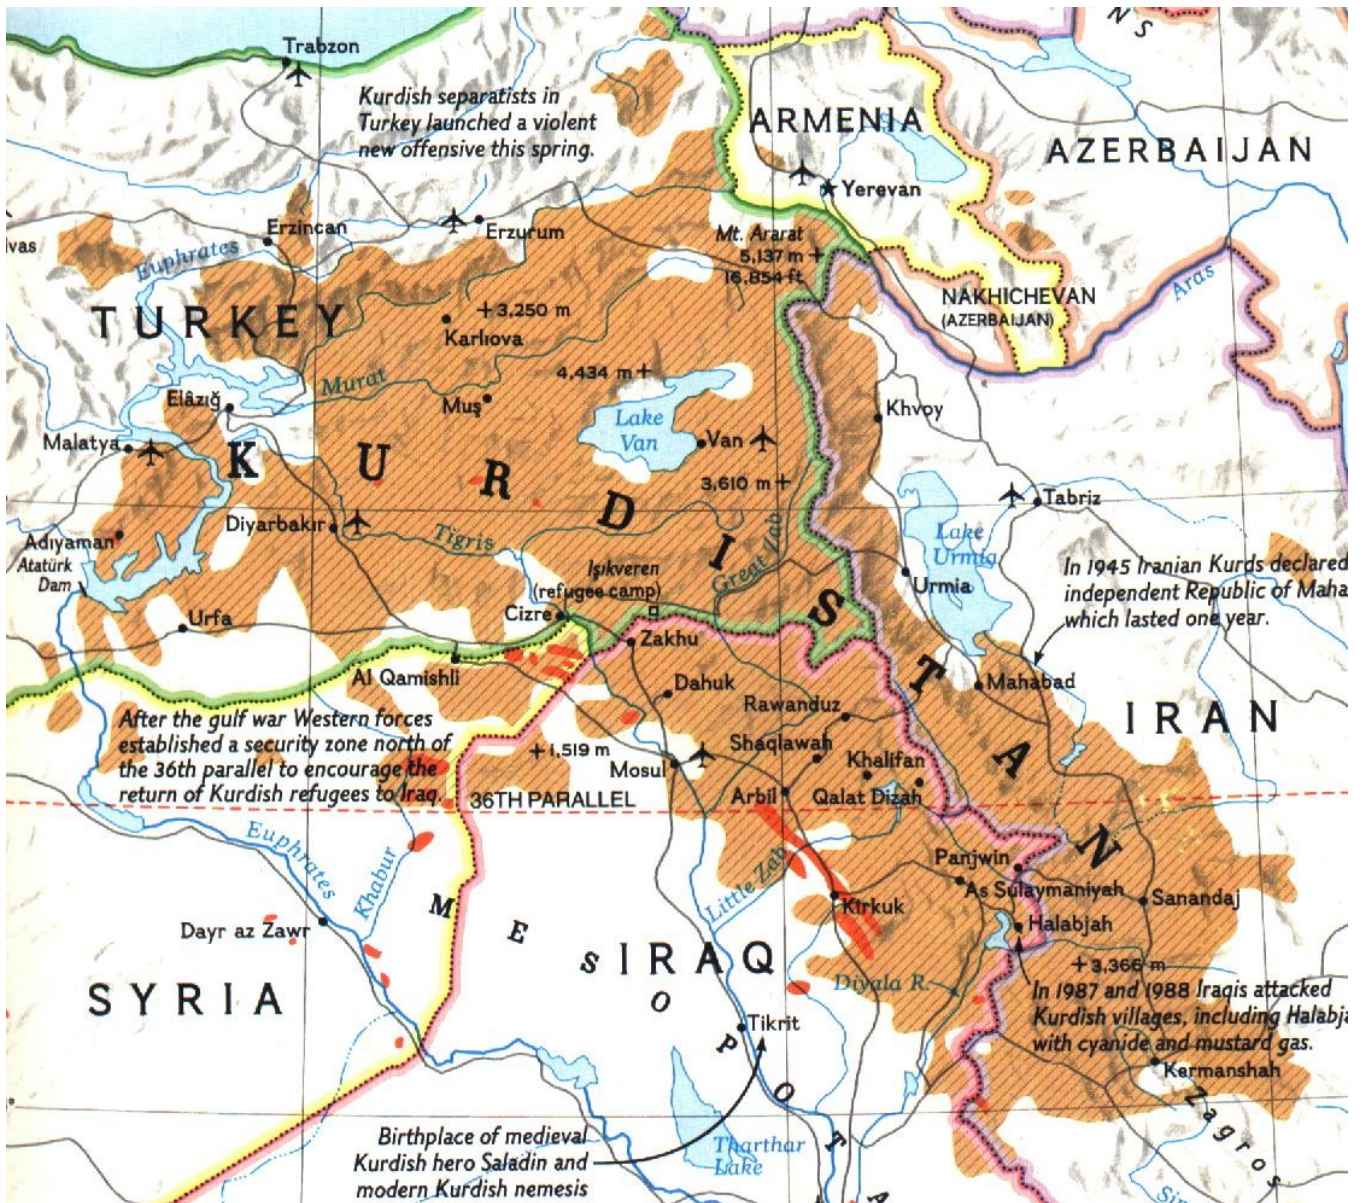 N S
Trabzon
Kurdish separatists in
Turkey launched a violent
new offensive this spring.
ARMENIA
AZERBAIJAN
Yerevan
Erzincan
Erzurum
ivas
Euphrates
Mt. Ararat
5,137 m
16,854 ft.
Aras
NAKHICHEVAN
(AZERBAIJAN)
TURKEY
3,250 m
Karlıova
4,434 m
Murat
Elâzığ
Muş
Lake
Van
Van
Khvoy
Malatya
KURDISTAN
3,610 m
Tabriz
Diyarbakır
Tigris
Great Zab
Lake
Urmia
Adıyaman
Atatürk
Dam
Işıkveren
(refugee camp)
Urmia
In 1945 Iranian Kurds declared
independent Republic of Maha
which lasted one year.
Urfa
Cizre
Zakhu
Al Qamishli
Dahuk
Mahabad
Rawanduz
IRAN
After the gulf war Western forces
established a security zone north of
the 36th parallel to encourage the
return of Kurdish refugees to Iraq.
1,519 m
Shaqlawah
Khalifan
Mosul
Arbil
Qalat Dizah
36TH PARALLEL
Euphrates
Khabur
Little Zab
Panjwin
As Sulaymaniyah
Sanandaj
Kirkuk
Halabjah
Dayr az Zawr
MESOPOTA
IRAQ
3,366 m
SYRIA
Diyala R.
In 1987 and 1988 Iraqis attacked
Kurdish villages, including Halabja
with cyanide and mustard gas.
Tikrit
Kermanshah
Zagros
Birthplace of medieval
Kurdish hero Saladin and
modern Kurdish nemesis
Tharthar
Lake
Si